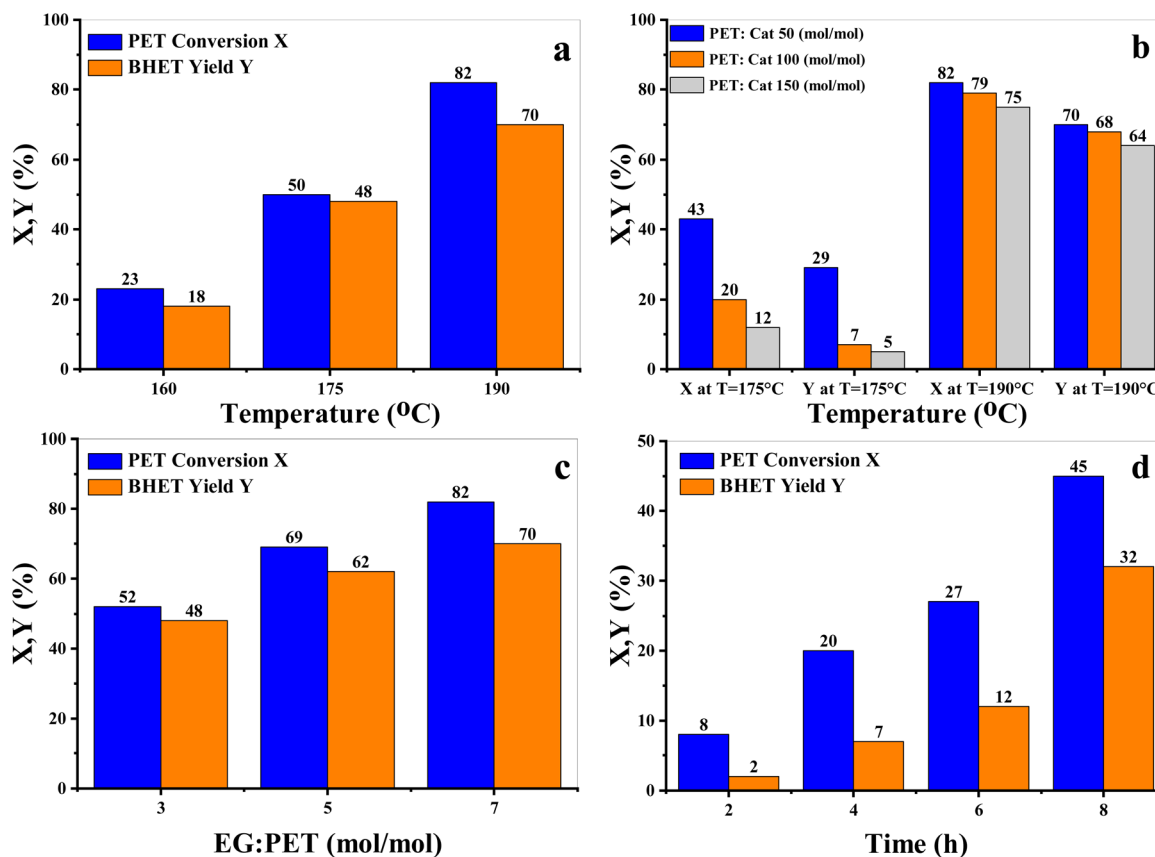 a
PET Conversion X
BHET Yield Y
X,Y (%)
100
80
60
40
20
0
23
18
50
48
82
70
160
175
190
Temperature (ºC)
b
PET: Cat 50 (mol/mol)
PET: Cat 100 (mol/mol)
PET: Cat 150 (mol/mol)
X,Y (%)
100
80
60
40
20
0
43
20
12
29
7
5
82
79
75
70
68
64
X at T=175°C
Y at T=175°C
X at T=190°C
Y at T=190°C
Temperature (ºC)
c
PET Conversion X
BHET Yield Y
X,Y (%)
100
80
60
40
20
0
52
48
69
62
82
70
3
5
7
EG:PET (mol/mol)
d
PET Conversion X
BHET Yield Y
X,Y (%)
50
40
30
20
10
0
8
2
20
7
27
12
45
32
2
4
6
8
Time (h)